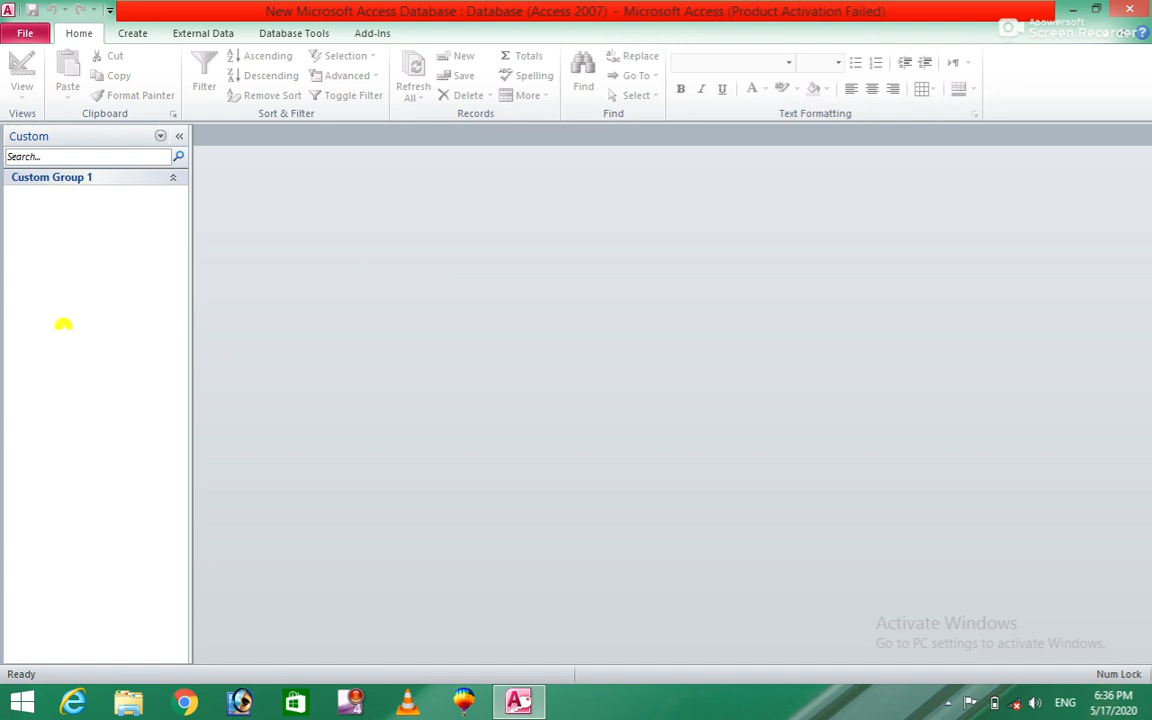 New Microsoft Access Database : Database (Access 2007) - Microsoft Access (Product Activation Failed)
Apowersoft
Screen Recorder
File Home Create External Data Database Tools Add-Ins
View
Views
Paste
Cut
Copy
Format Painter
Clipboard
Filter
Ascending
Descending
Remove Sort
Selection
Advanced
Toggle Filter
Sort & Filter
Refresh
All
New
Save
Delete
Totals
Spelling
More
Records
Find
Replace
Go To
Select
Find
B I U A
Text Formatting
Custom
Search...
Custom Group 1
Activate Windows
Go to PC settings to activate Windows.
Ready
Num Lock
4
ENG
6:36 PM
5/17/2020